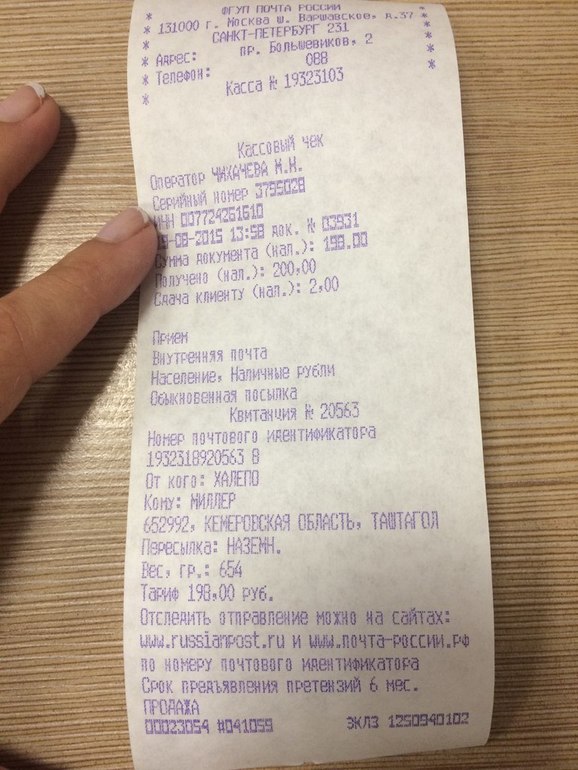 * ФГУП ПОЧТА РОССИИ *
* 131000 г. Москва ш. Варшавское, д.37 *
* САНКТ-ПЕТЕРБУРГ 231 *
* Адрес: пр. Большевиков, 2 *
* Телефон: 088 *
* Касса № 19323103
Кассовый чек
Оператор ЧИХАЧЕВА М.Н.
Серийный номер 3795028
ИНН 007724261610
09-08-2015 13:58 док. № 03931
Сумма документа (нал.): 198.00
Получено (нал.): 200,00
Сдача клиенту (нал.): 2,00
Прием
Внутренняя почта
Население, Наличные рубли
Обыкновенная посылка
Квитанция № 20563
Номер почтового идентификатора
1932318920563 8
От кого: ХАЛЕПО
Кому: МИЛЛЕР
652992, КЕМЕРОВСКАЯ ОБЛАСТЬ, ТАШТАГОЛ
Пересылка: НАЗЕМН.
Вес, гр.: 654
Тариф 198,00 руб.
Отследить отправление можно на сайтах:
www.russianpost.ru и www.почта-россии.рф
по номеру почтового идентификатора
Срок предъявления претензий 6 мес.
ПРОДАЖА
00023054 #041059 ЭКЛЗ 1250940102